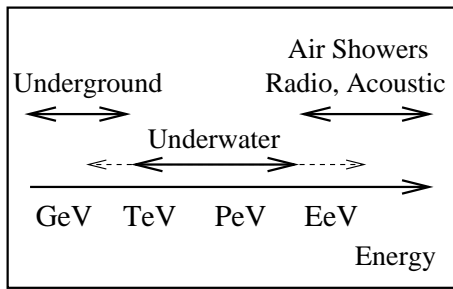 Air Showers
Underground Radio, Acoustic
Underwater
GeV TeV PeV EeV
Energy